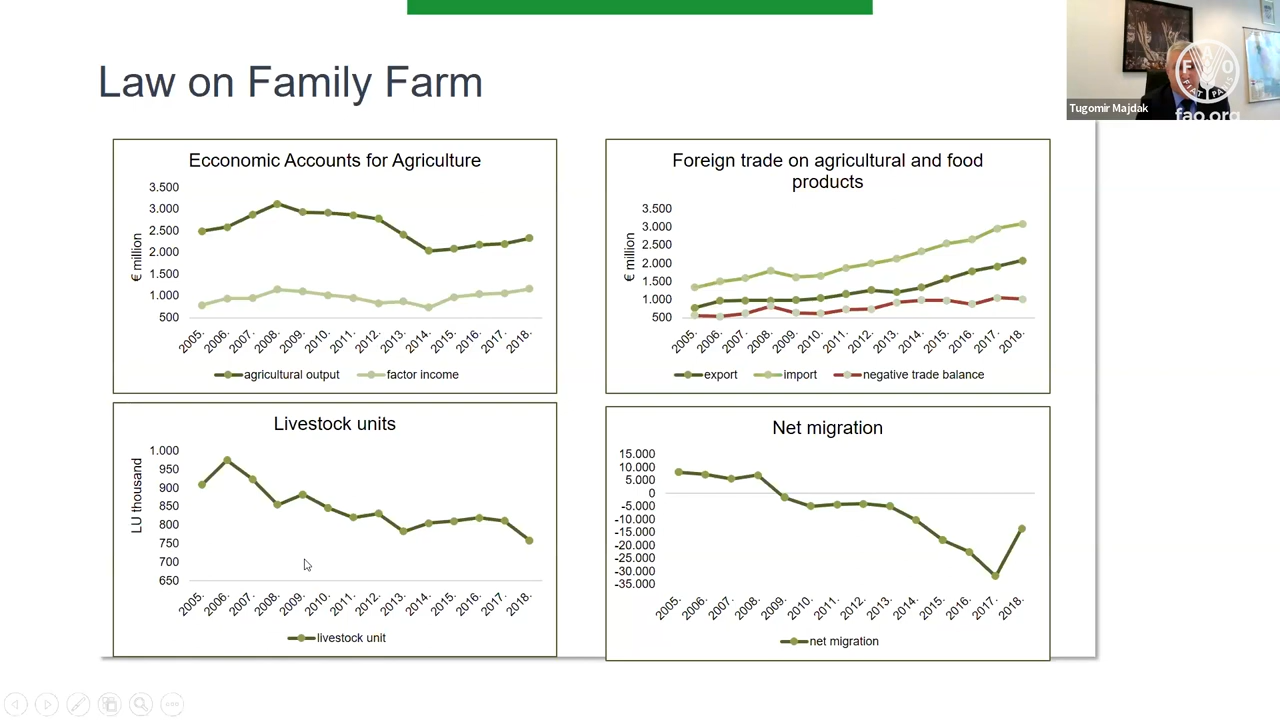 Law on Family Farm
Tugomir Majdak
F A O
FIAT PANIS
fao.org
Ecconomic Accounts for Agriculture
€ million
3.500
3.000
2.500
2.000
1.500
1.000
500
2005. 2006. 2007. 2008. 2009. 2010. 2011. 2012. 2013. 2014. 2015. 2016. 2017. 2018.
agricultural output factor income
Foreign trade on agricultural and food
products
€ million
3.500
3.000
2.500
2.000
1.500
1.000
500
2005. 2006. 2007. 2008. 2009. 2010. 2011. 2012. 2013. 2014. 2015. 2016. 2017. 2018.
export import negative trade balance
Livestock units
LU thousand
1.000
950
900
850
800
750
700
650
2005. 2006. 2007. 2008. 2009. 2010. 2011. 2012. 2013. 2014. 2015. 2016. 2017. 2018.
livestock unit
Net migration
15.000
10.000
5.000
0
-5.000
-10.000
-15.000
-20.000
-25.000
-30.000
-35.000
2005. 2006. 2007. 2008. 2009. 2010. 2011. 2012. 2013. 2014. 2015. 2016. 2017. 2018.
net migration